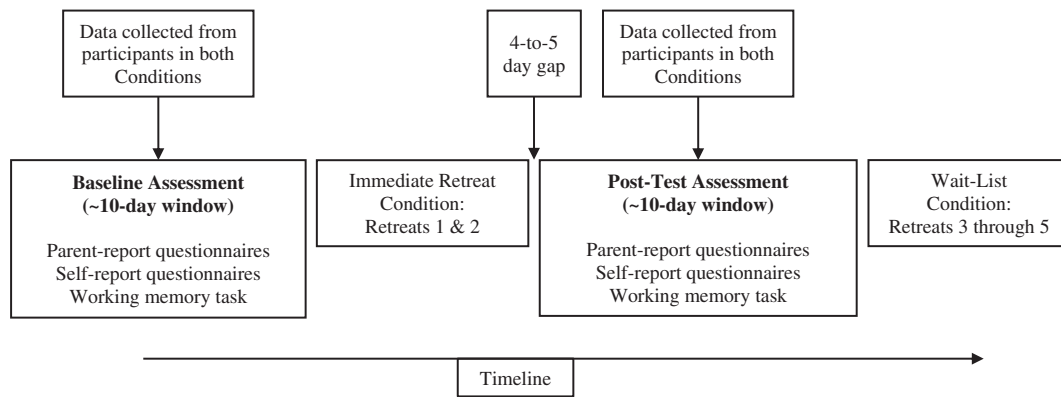 Data collected from
participants in both
Conditions
4-to-5
day gap
Data collected from
participants in both
Conditions
Baseline Assessment
(~10-day window)
Parent-report questionnaires
Self-report questionnaires
Working memory task
Immediate Retreat
Condition:
Retreats 1 & 2
Post-Test Assessment
(~10-day window)
Parent-report questionnaires
Self-report questionnaires
Working memory task
Wait-List
Condition:
Retreats 3 through 5
Timeline